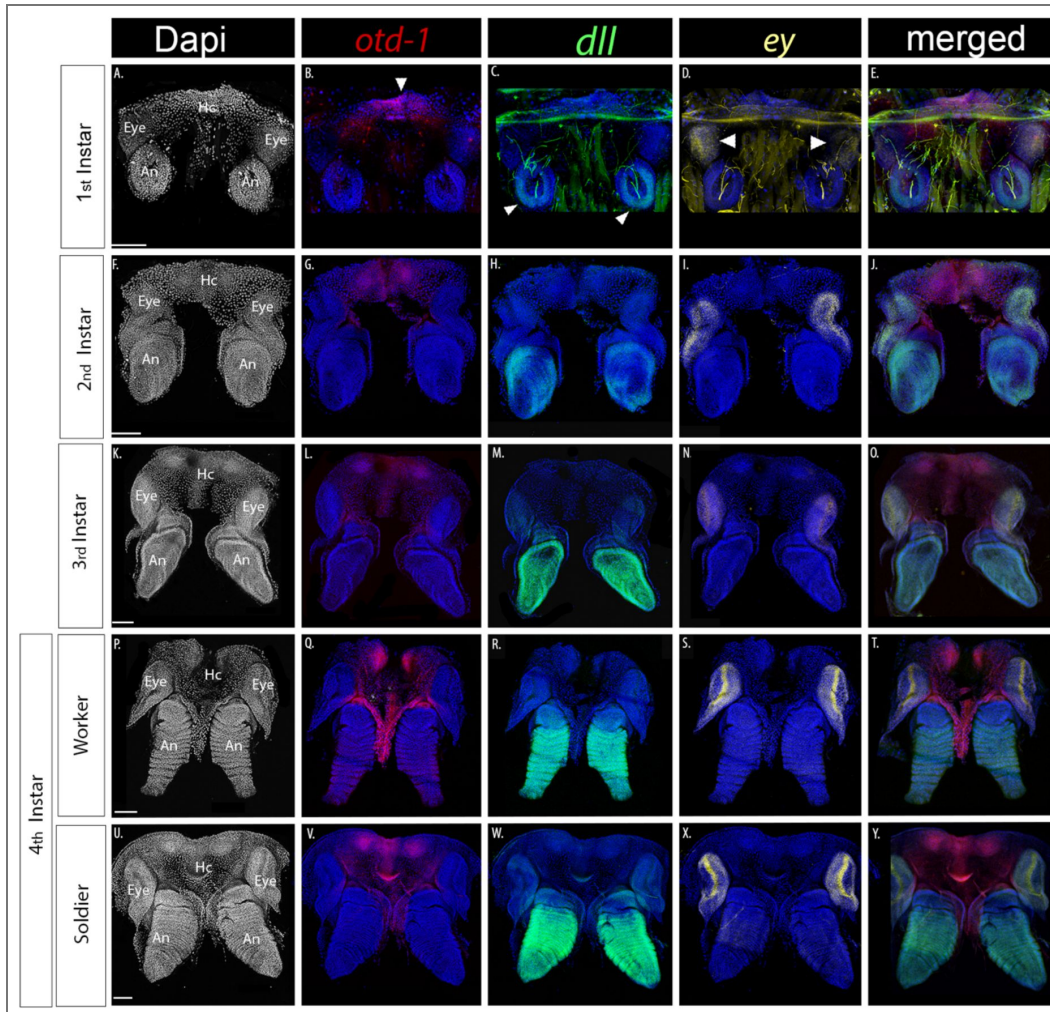 Dapi otd-1 dll ey merged
1st Instar
A. B. C. D. E.
Hc
Eye Eye
An An
2nd Instar
F. G. H. I. J.
Hc
Eye Eye
An An
3rd Instar
K. L. M. N. O.
Hc
Eye Eye
An An
4th Instar
Worker
P. Q. R. S. T.
Hc
Eye Eye
An An
Soldier
U. V. W. X. Y.
Hc
Eye Eye
An An